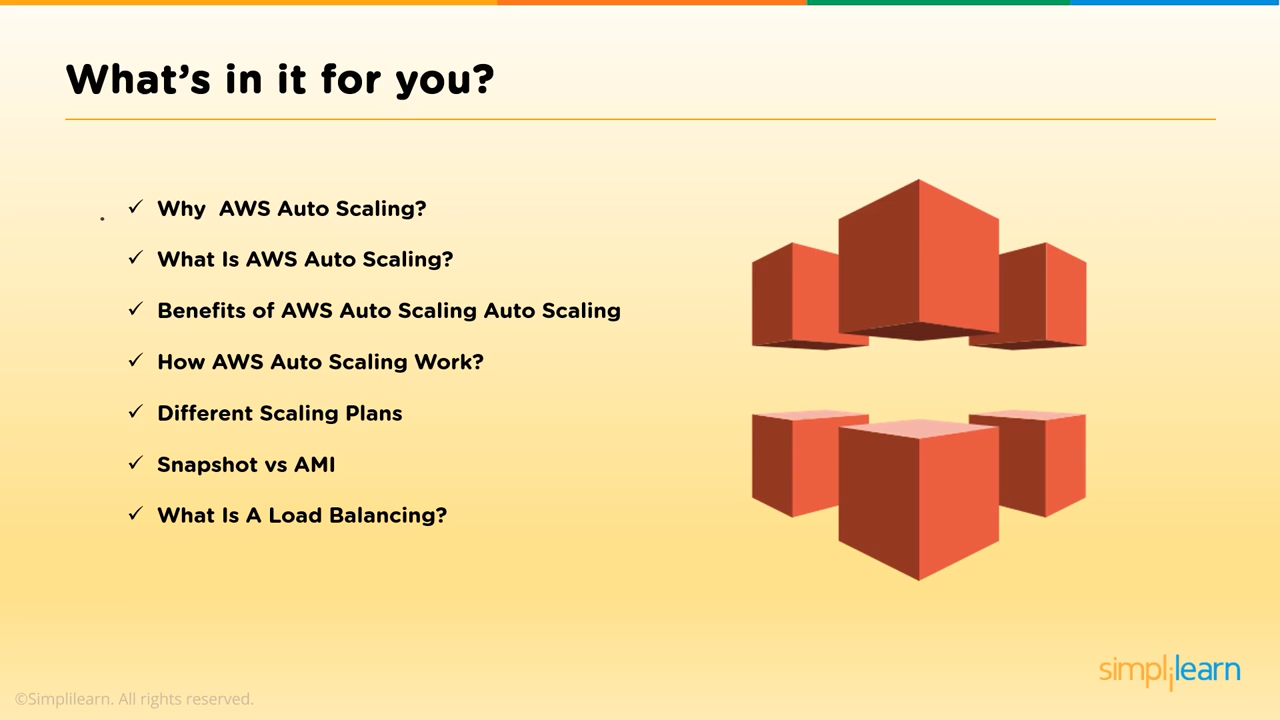 What’s in it for you?
Why AWS Auto Scaling?
What Is AWS Auto Scaling?
Benefits of AWS Auto Scaling Auto Scaling
How AWS Auto Scaling Work?
Different Scaling Plans
Snapshot vs AMI
What Is A Load Balancing?
simplilearn
©Simplilearn. All rights reserved.